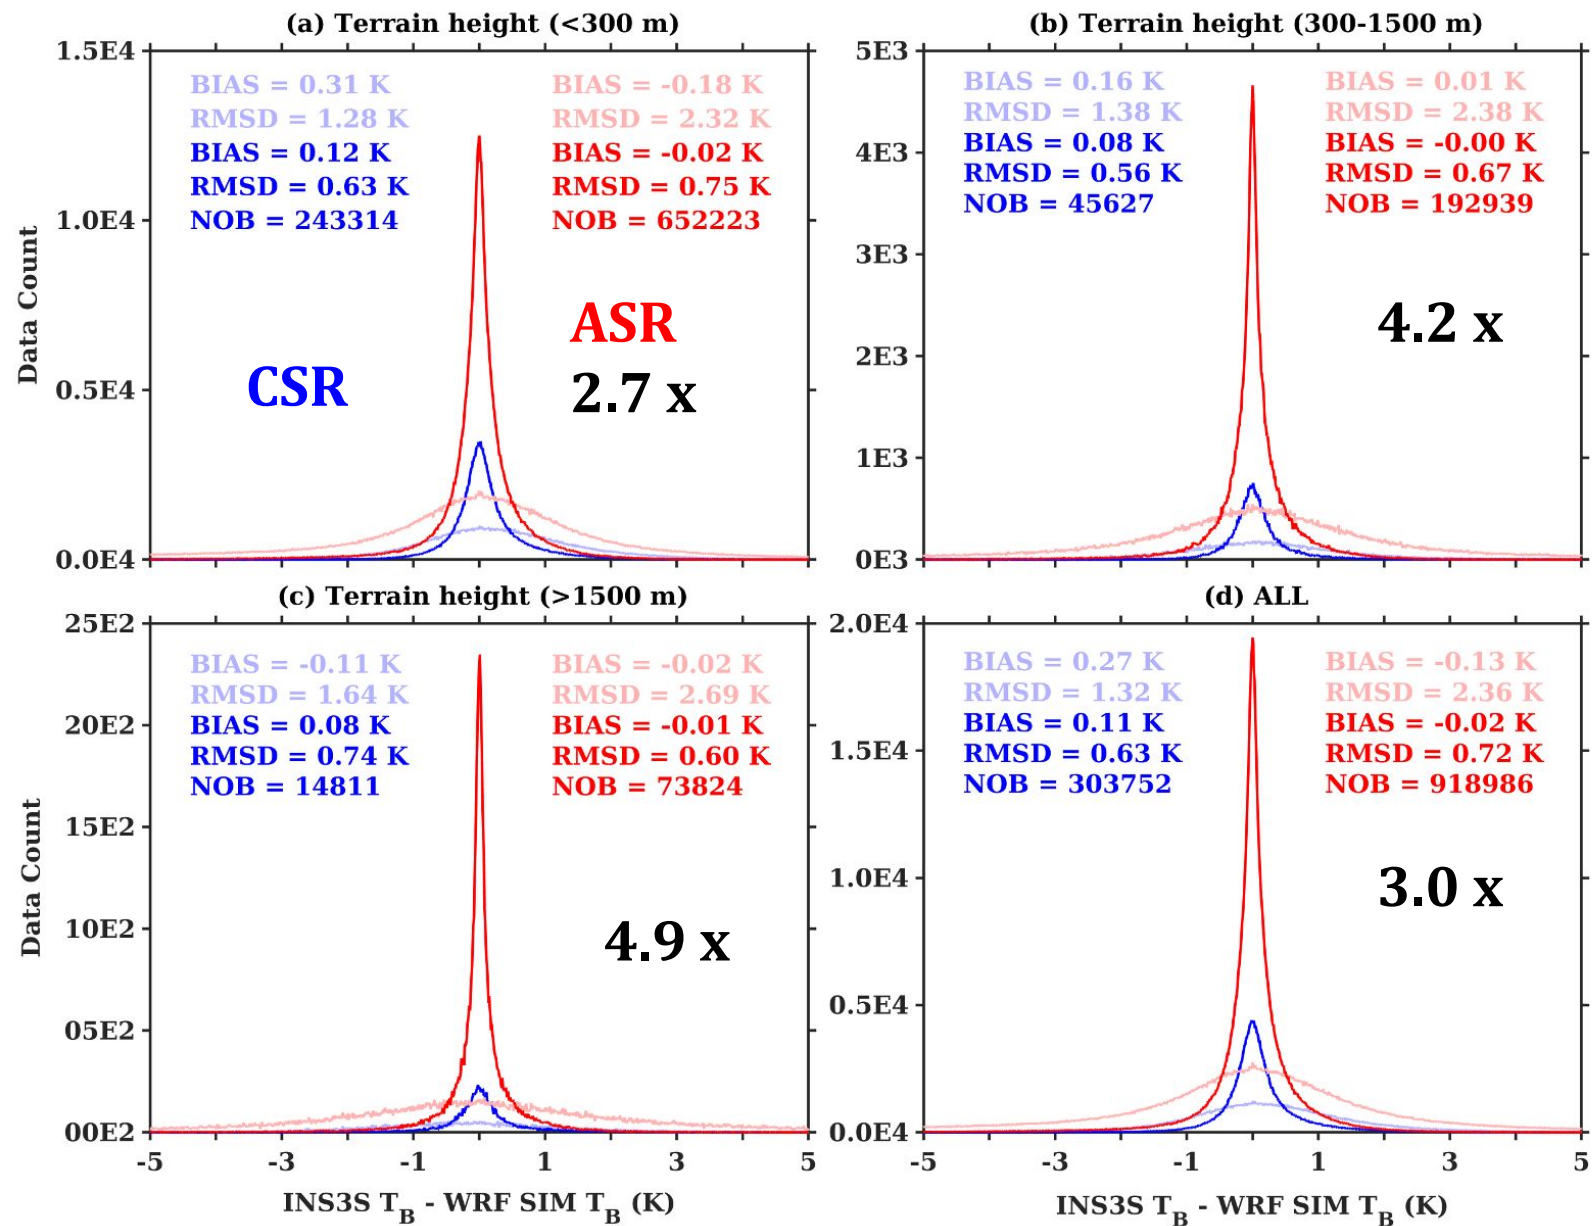 (a) Terrain height (<300 m)
1.5E4
1.0E4
0.5E4
0.0E4
Data Count
BIAS = 0.31 K
RMSD = 1.28 K
BIAS = 0.12 K
RMSD = 0.63 K
NOB = 243314
BIAS = -0.18 K
RMSD = 2.32 K
BIAS = -0.02 K
RMSD = 0.75 K
NOB = 652223
CSR
ASR
2.7 x
(b) Terrain height (300-1500 m)
5E3
4E3
3E3
2E3
1E3
0E3
BIAS = 0.16 K
RMSD = 1.38 K
BIAS = 0.08 K
RMSD = 0.56 K
NOB = 45627
BIAS = 0.01 K
RMSD = 2.38 K
BIAS = -0.00 K
RMSD = 0.67 K
NOB = 192939
4.2 x
(c) Terrain height (>1500 m)
25E2
20E2
15E2
10E2
05E2
00E2
Data Count
BIAS = -0.11 K
RMSD = 1.64 K
BIAS = 0.08 K
RMSD = 0.74 K
NOB = 14811
BIAS = -0.02 K
RMSD = 2.69 K
BIAS = -0.01 K
RMSD = 0.60 K
NOB = 73824
4.9 x
-5 -3 -1 1 3 5
INS3S TB - WRF SIM TB (K)
(d) ALL
2.0E4
1.5E4
1.0E4
0.5E4
0.0E4
BIAS = 0.27 K
RMSD = 1.32 K
BIAS = 0.11 K
RMSD = 0.63 K
NOB = 303752
BIAS = -0.13 K
RMSD = 2.36 K
BIAS = -0.02 K
RMSD = 0.72 K
NOB = 918986
3.0 x
-5 -3 -1 1 3 5
INS3S TB - WRF SIM TB (K)